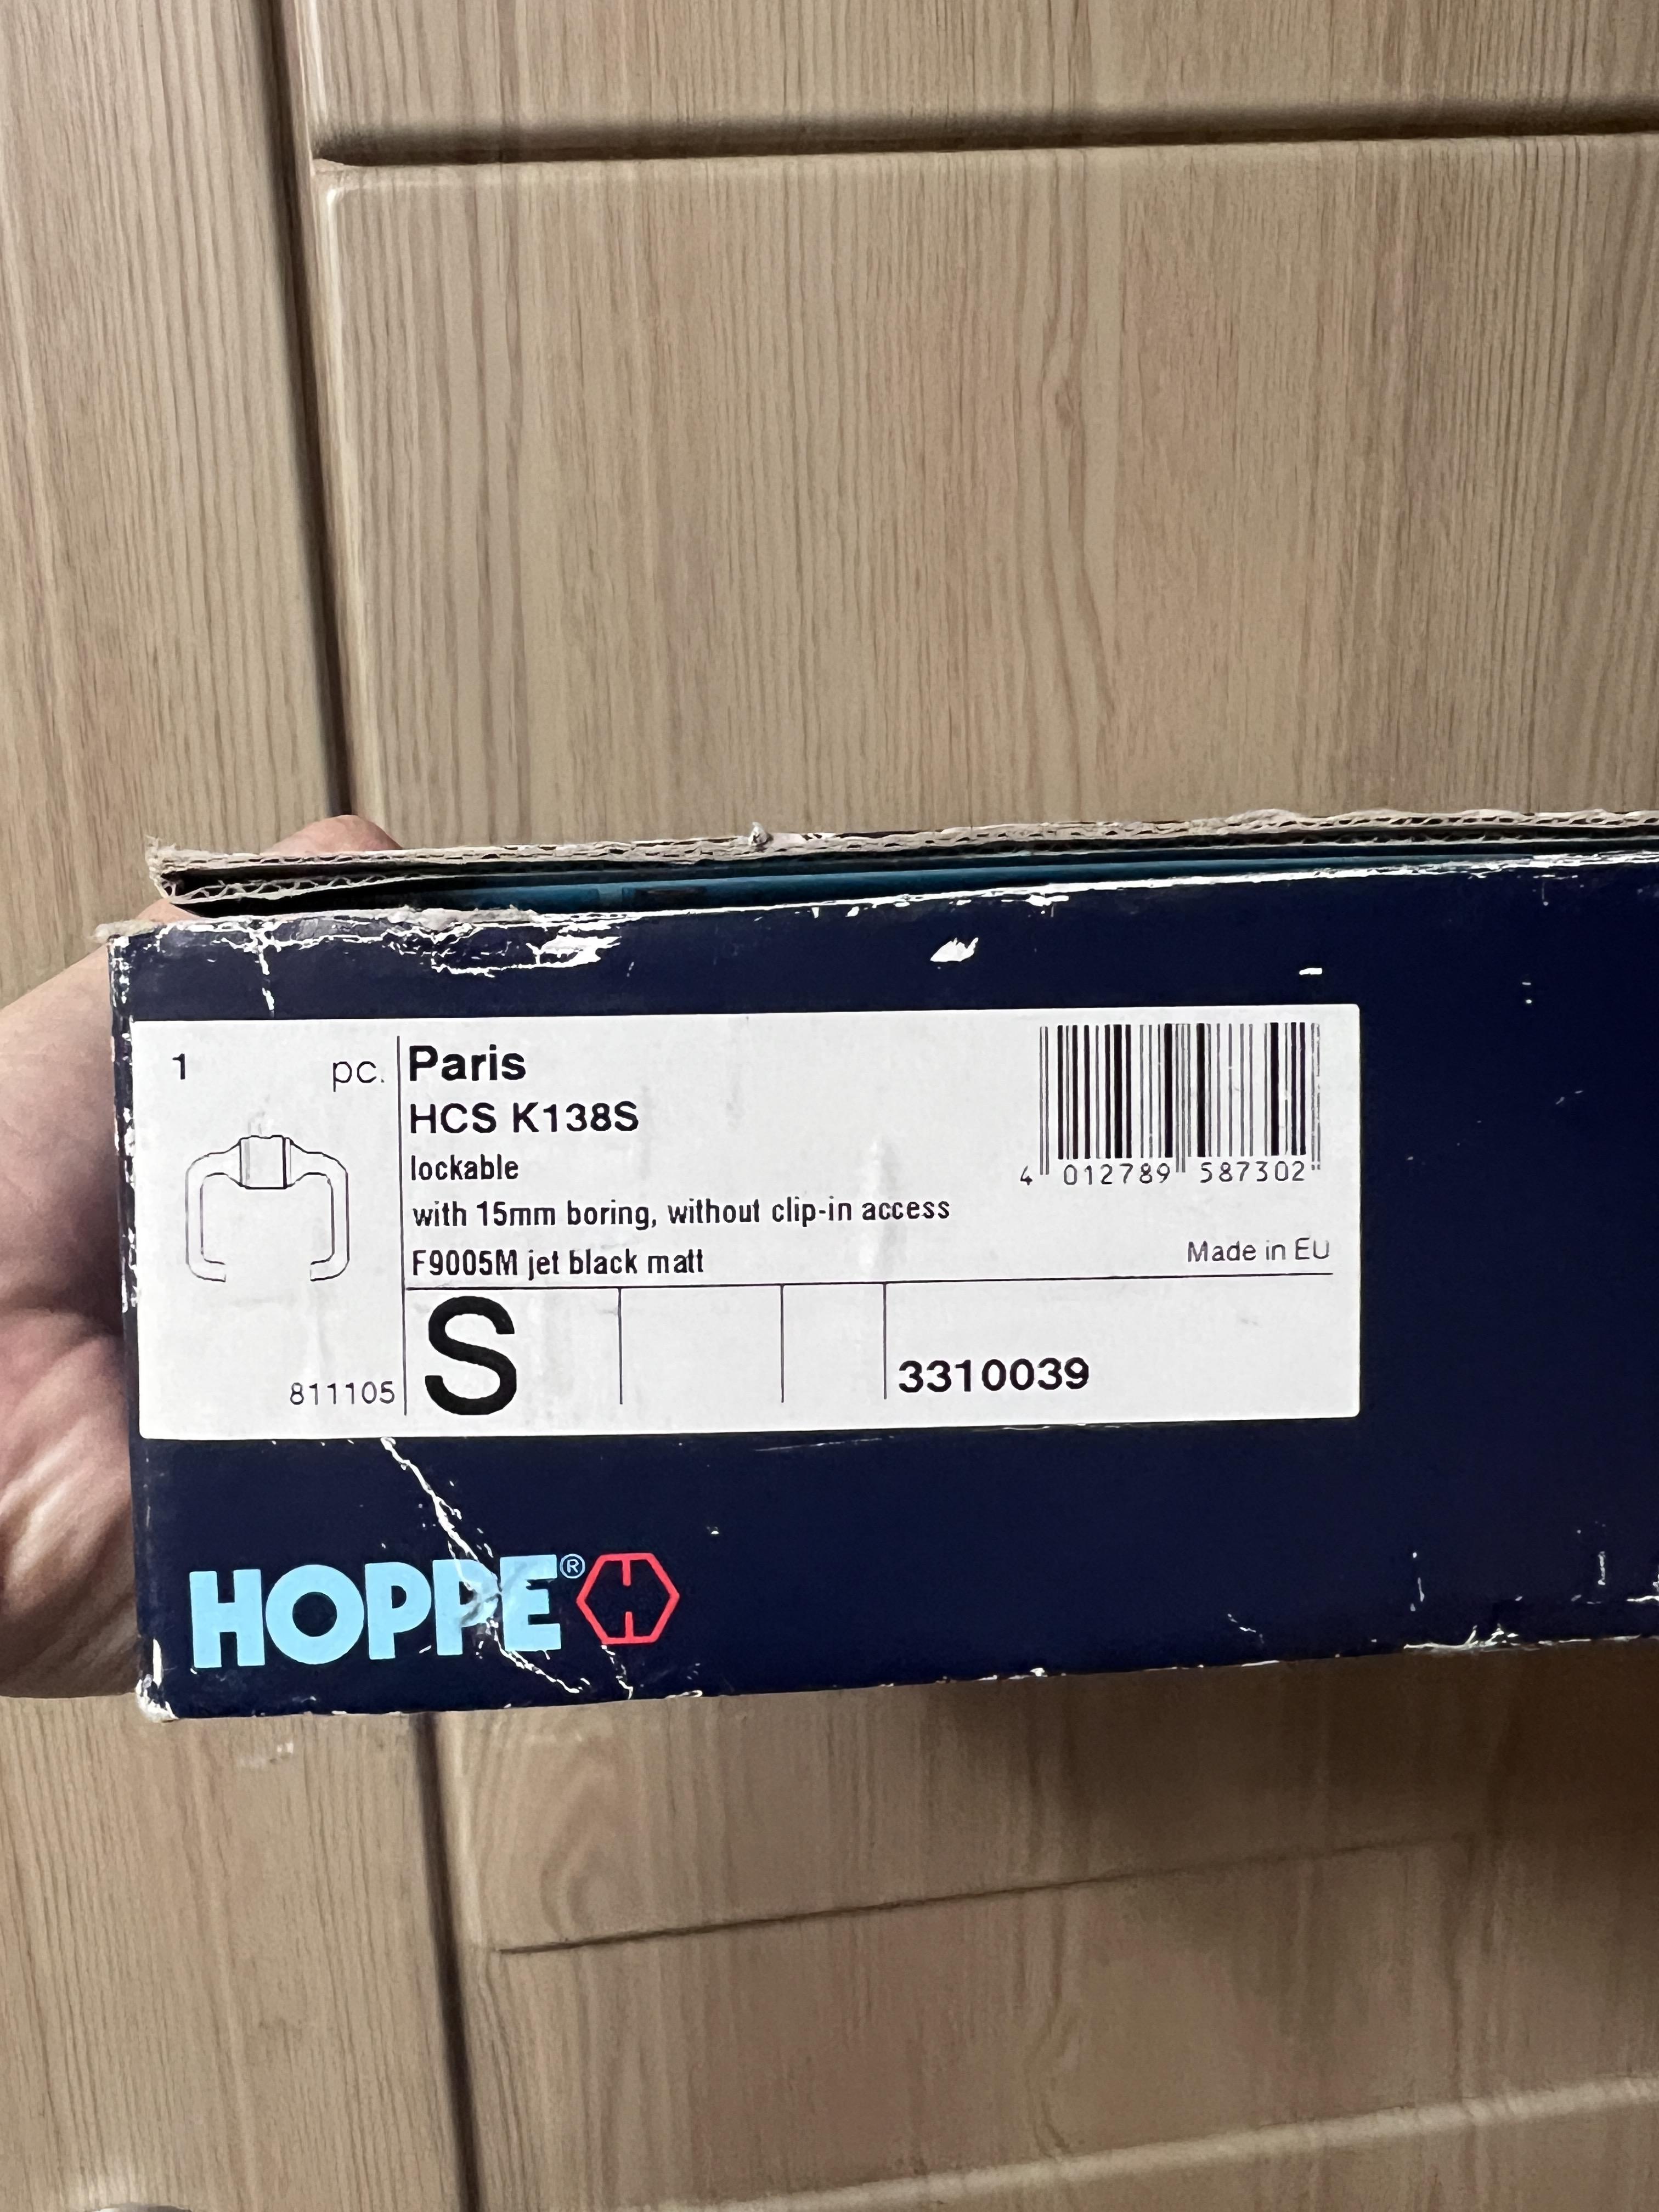 1 pc.
Paris
HCS K138S
lockable
with 15mm boring, without clip-in access
F9005M jet black matt
4 012789 587302
Made in EU
811105
S
3310039
HOPPE®